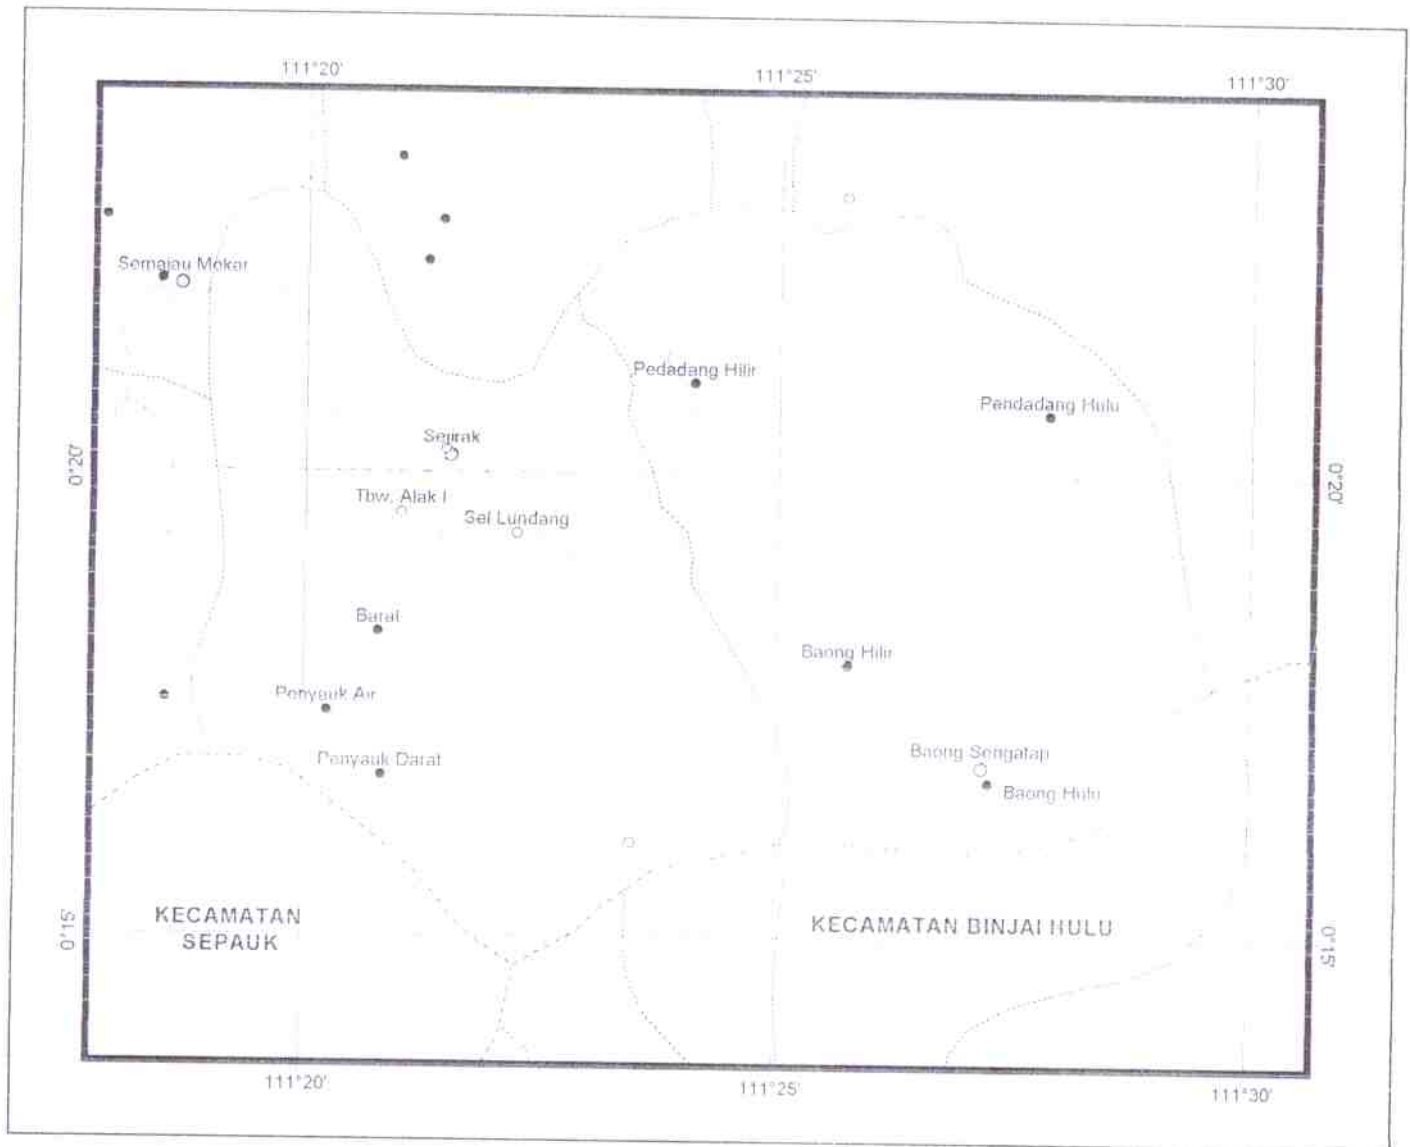 111°20'
111°25'
111°30'
Semajau Mekar
Pedadang Hilir
Pendadang Hulu
Sejirak
0°20'
0°20'
Tbw. Alak I
Sei Lundang
Barat
Baong Hilir
Penyauk Air
Penyauk Darat
Baong Sengatap
Baong Hulu
KECAMATAN
SEPAUK
KECAMATAN BINJAI HULU
0°15'
0°15'
111°20'
111°25'
111°30'